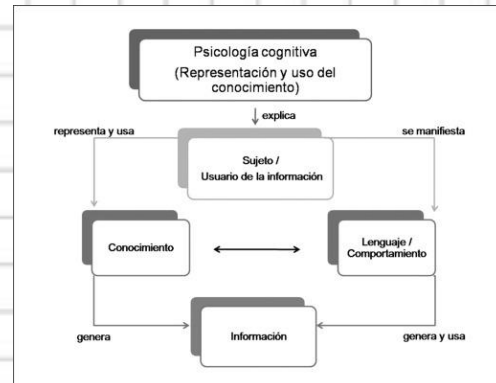 Psicología cognitiva
(Representación y uso del
conocimiento)
explica
representa y usa
se manifiesta
Sujeto /
Usuario de la información
Conocimiento
Lenguaje /
Comportamiento
genera
Información
genera y usa